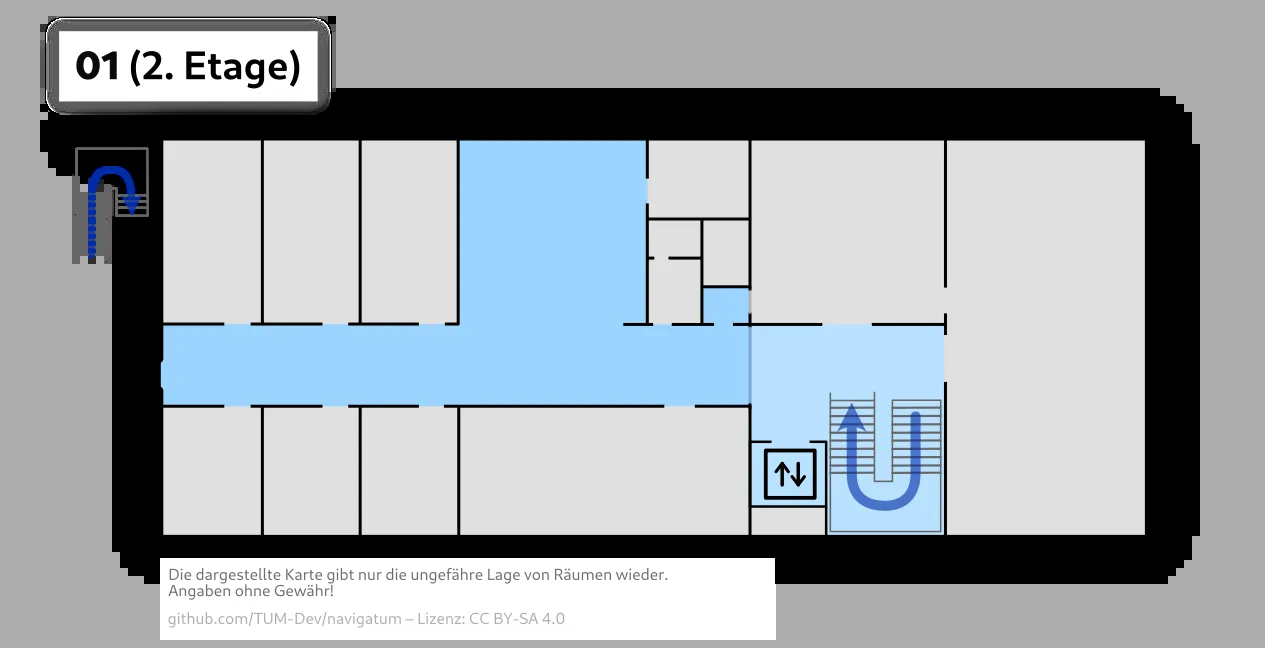 01 (2. Etage)
Die dargestellte Karte gibt nur die ungefähre Lage von Räumen wieder.
Angaben ohne Gewähr!
github.com/TUM-Dev/navigatum – Lizenz: CC BY-SA 4.0